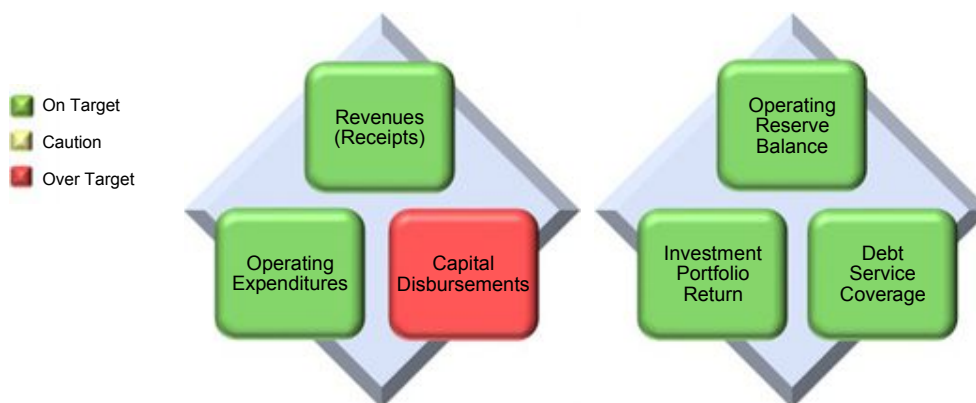 On Target
Caution
Over Target
Revenues
(Receipts)
Operating
Expenditures
Capital
Disbursements
Operating
Reserve
Balance
Investment
Portfolio
Return
Debt
Service
Coverage